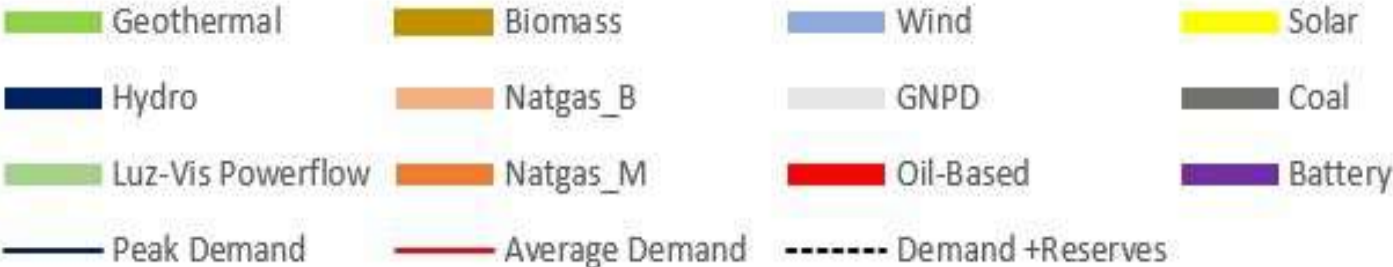 Geothermal Biomass Wind Solar
Hydro Natgas_B GNPD Coal
Luz-Vis Powerflow Natgas_M Oil-Based Battery
Peak Demand Average Demand Demand +Reserves